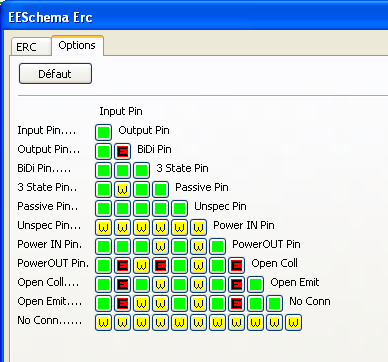 EESchema Erc
ERC Options
Défaut
Input Pin
Input Pin.... Output Pin
Output Pin... E BiDi Pin
BiDi Pin..... 3 State Pin
3 State Pin.. W Passive Pin
Passive Pin.. Unspec Pin
Unspec Pin... W W W W W W Power IN Pin
Power IN Pin. W W PowerOUT Pin
PowerOUT Pin. E W E W E Open Coll
Open Coll.... E W W E Open Emit
Open Emit.... E W W E No Conn
No Conn...... W W W W W W W W W W W